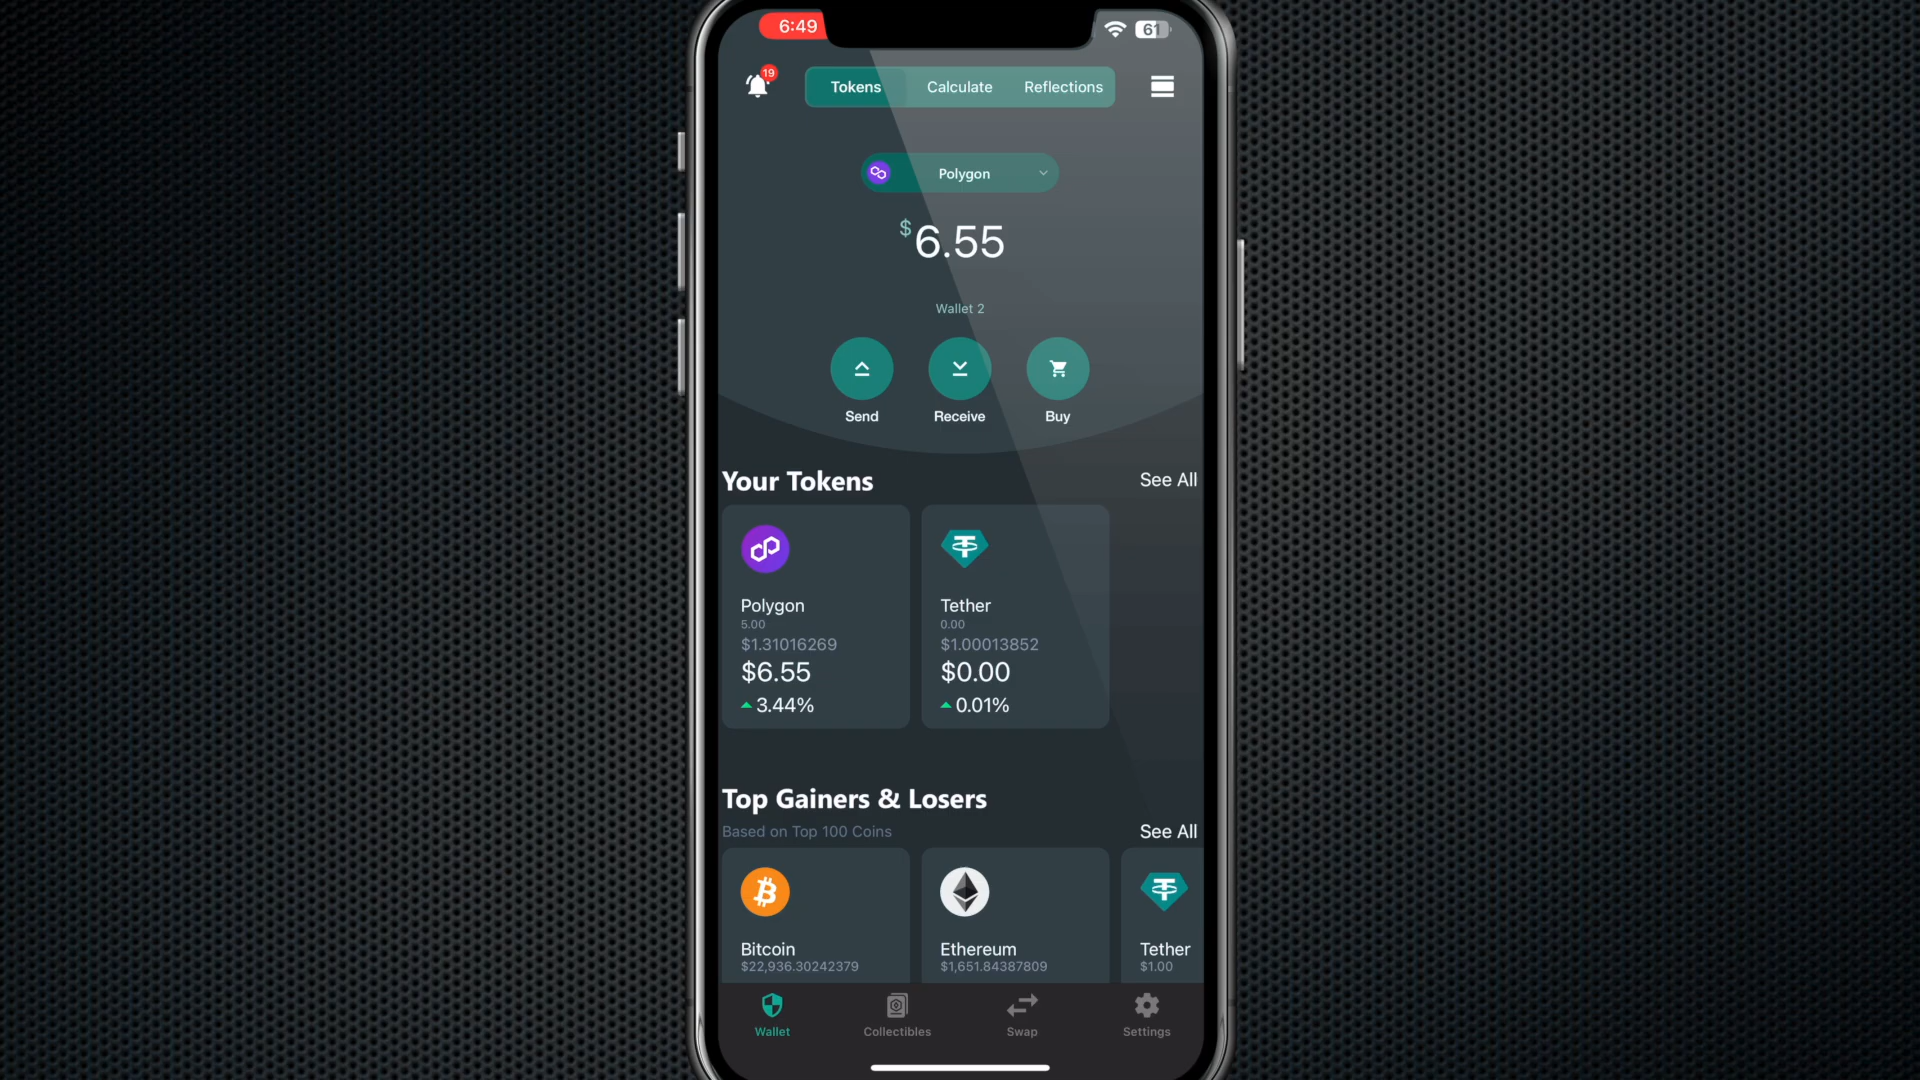 6:49
61
19
Tokens
Calculate
Reflections
Polygon
$6.55
Wallet 2
Send
Receive
Buy
Your Tokens
See All
Polygon
5.00
$1.31016269
$6.55
3.44%
Tether
0.00
$1.00013852
$0.00
0.01%
Top Gainers & Losers
Based on Top 100 Coins
See All
Bitcoin
$22,936.30242379
Ethereum
$1,651.84387809
Tether
$1.00
Wallet
Collectibles
Swap
Settings